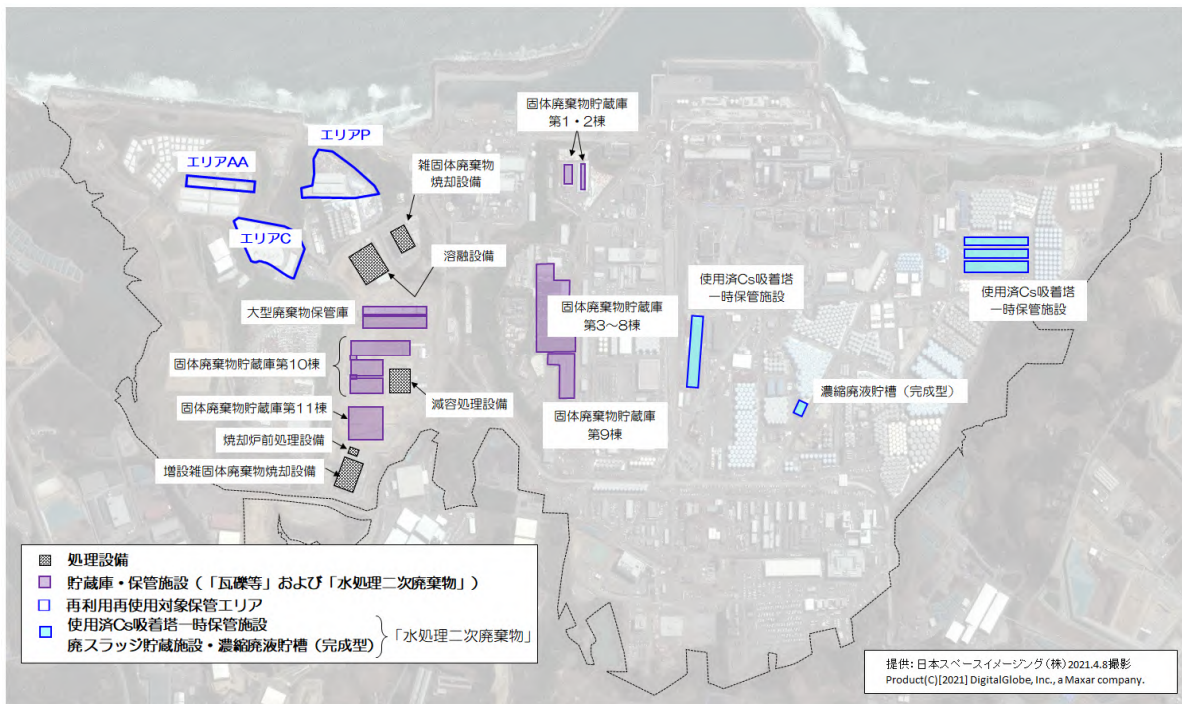 固体廃棄物貯蔵庫
第1・2棟
エリアP
エリアAA
雑固体廃棄物
焼却設備
エリアC
溶融設備
使用済Cs吸着塔
一時保管施設
使用済Cs吸着塔
一時保管施設
大型廃棄物保管庫
固体廃棄物貯蔵庫
第3～8棟
固体廃棄物貯蔵庫第10棟
減容処理設備
濃縮廃液貯槽（完成型）
固体廃棄物貯蔵庫第11棟
固体廃棄物貯蔵庫
第9棟
焼却炉前処理設備
増設雑固体廃棄物焼却設備
処理設備
貯蔵庫・保管施設（「瓦礫等」および「水処理二次廃棄物」）
再利用再使用対象保管エリア
使用済Cs吸着塔一時保管施設
廃スラッジ貯蔵施設・濃縮廃液貯槽（完成型）
「水処理二次廃棄物」
提供：日本スペースイメージング（株）2021.4.8撮影
Product(C)[2021] DigitalGlobe, Inc., a Maxar company.